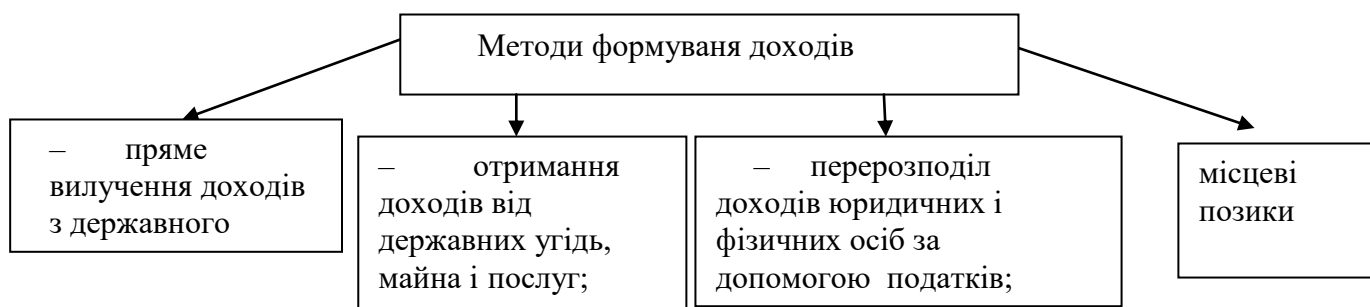 Методи формуваня доходів
– пряме
вилучення доходів
з державного
– отримання
доходів від
державних угідь,
майна і послуг;
– перерозподіл
доходів юридичних і
фізичних осіб за
допомогою податків;
місцеві
позики